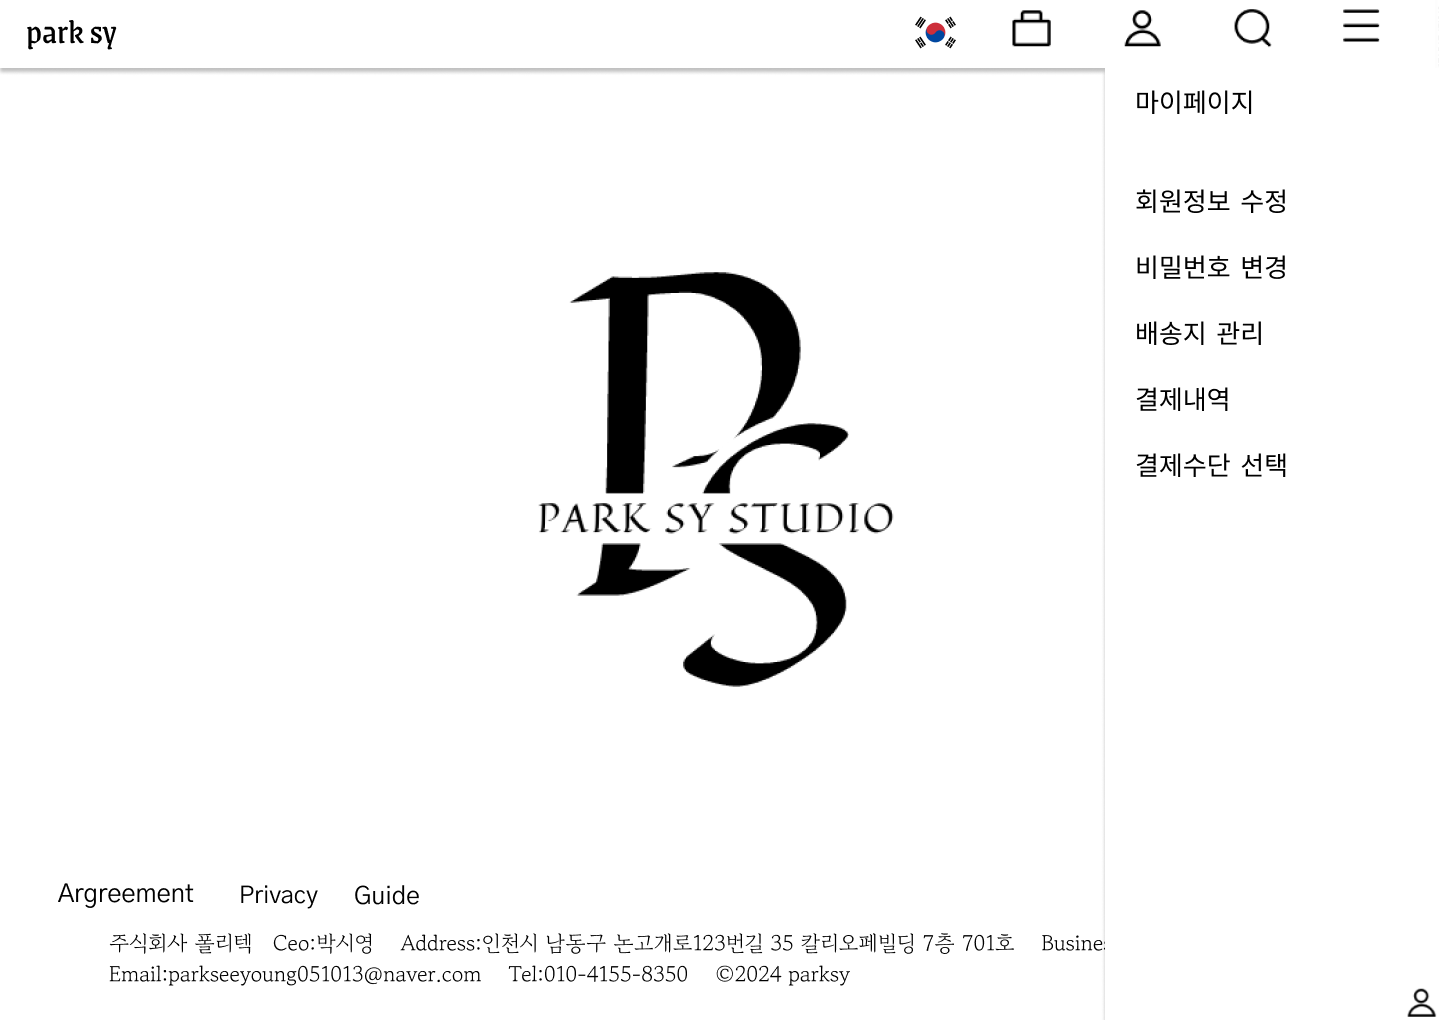 park sy
마이페이지
회원정보 수정
비밀번호 변경
배송지 관리
결제내역
결제수단 선택
PARK SY STUDIO
Argreement Privacy Guide
주식회사 폴리텍 Ceo:박시영 Address:인천시 남동구 논고개로123번길 35 칼리오페빌딩 7층 701호
Email:parkseeyoung051013@naver.com Tel:010-4155-8350 ©2024 parksy